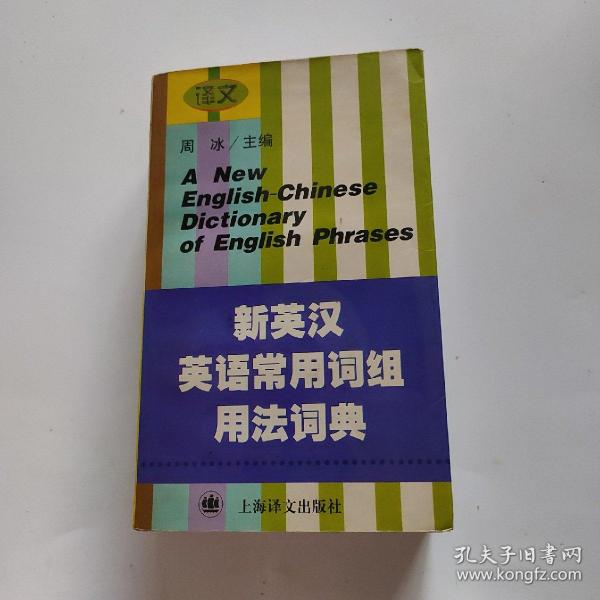 译文
周 冰/主编
A New
English-Chinese
Dictionary
of English Phrases
新英汉
英语常用词组
用法词典
上海译文出版社
孔夫子旧书网
www.kongfz.com